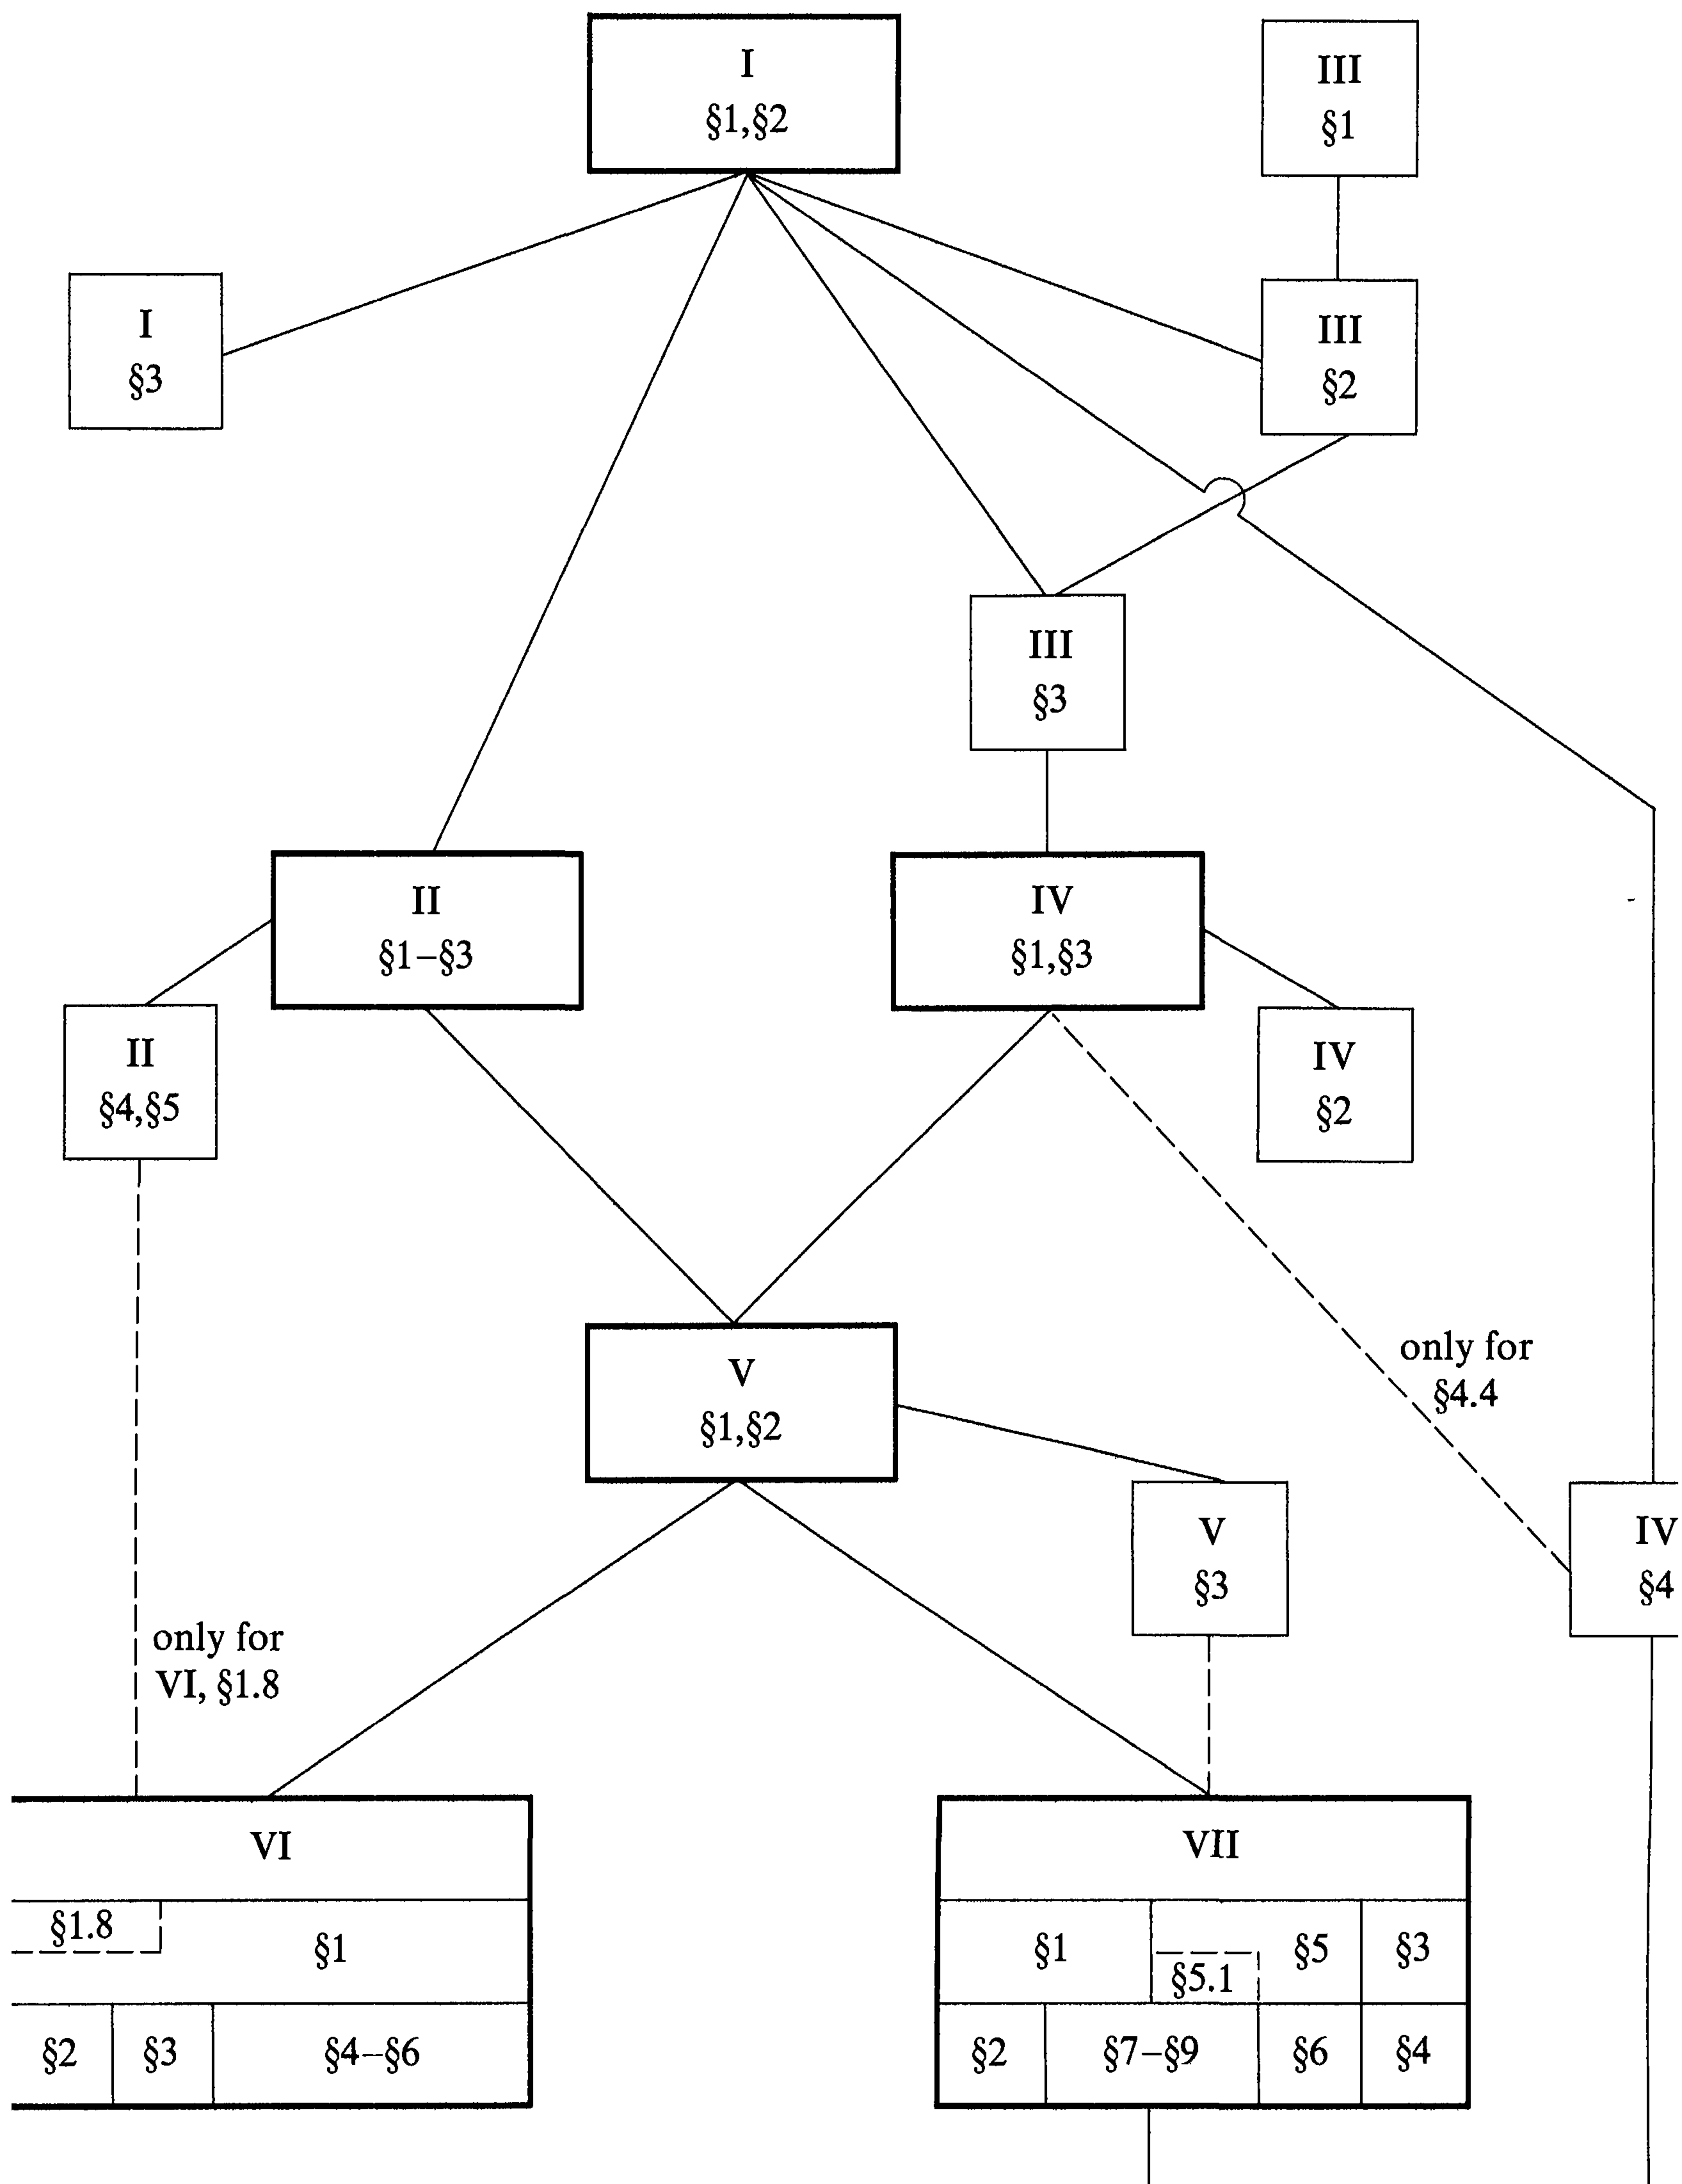 I
§1,§2
III
§1
I
§3
III
§2
III
§3
II
§1–§3
IV
§1,§3
II
§4,§5
IV
§2
V
§1,§2
only for
§4.4
V
§3
IV
§4
only for
VI, §1.8
VI
§1.8
§1
§2
§3
§4–§6
VII
§1
§5
§3
§5.1
§2
§7–§9
§6
§4